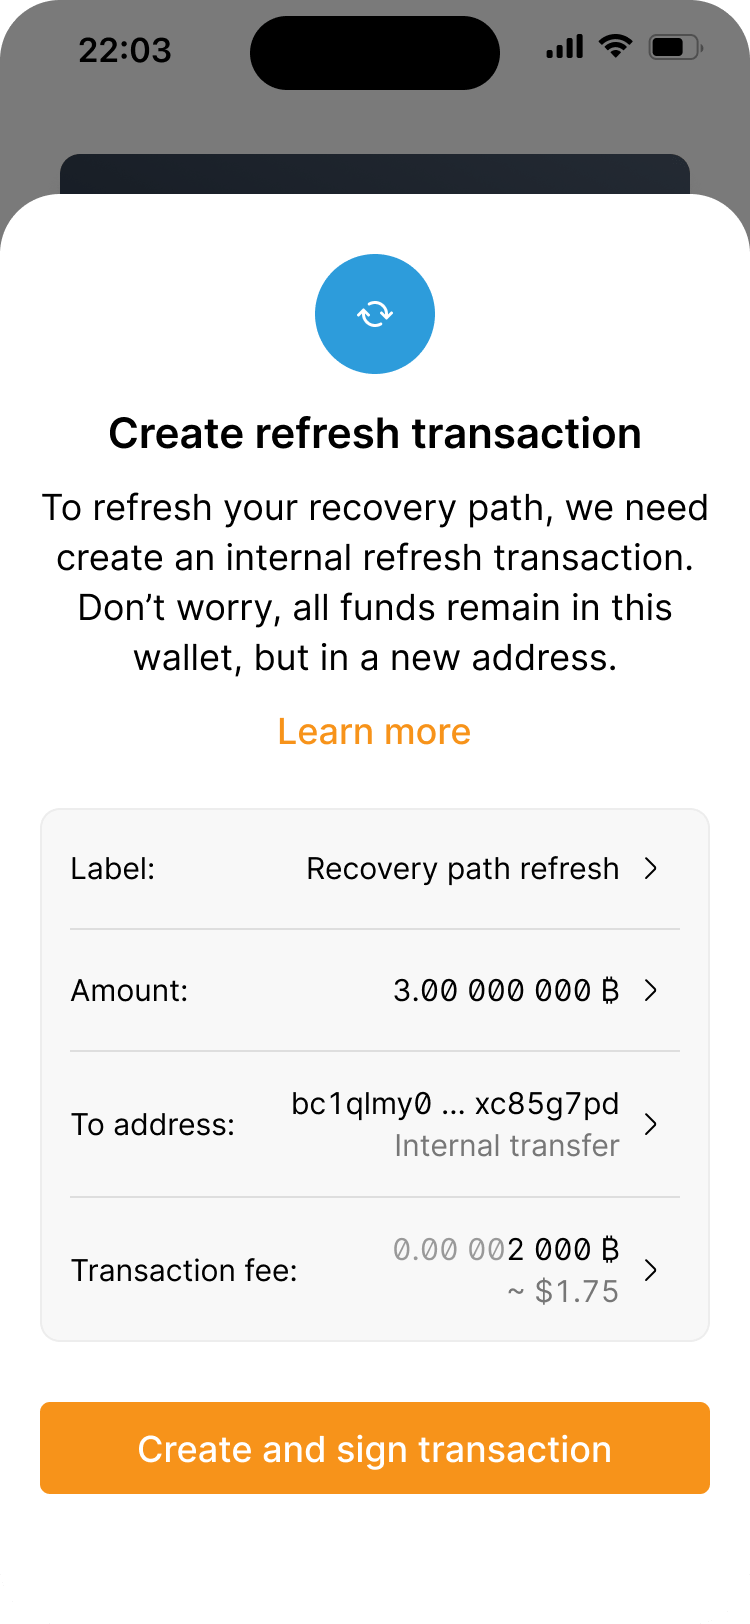 22:03
Create refresh transaction
To refresh your recovery path, we need
create an internal refresh transaction.
Don’t worry, all funds remain in this
wallet, but in a new address.
Learn more
Label: Recovery path refresh
Amount: 3.00 000 000 ₿
To address: bc1qlmy0 ... xc85g7pd
Internal transfer
Transaction fee: 0.00 002 000 ₿
~ $1.75
Create and sign transaction